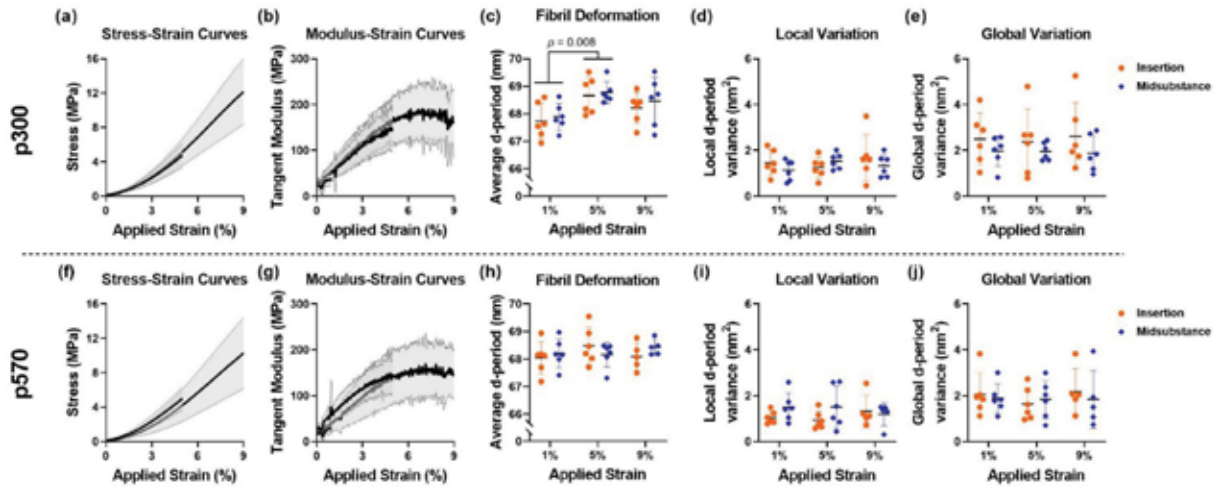 (a) Stress-Strain Curves
p300
Stress (MPa)
16
12
8
4
0
0 3 6 9
Applied Strain (%)
(b) Modulus-Strain Curves
Tangent Modulus (MPa)
300
200
100
0
0 3 6 9
Applied Strain (%)
(c) Fibril Deformation
p = 0.008
Average d-period (nm)
70
69
68
67
66
1% 5% 9%
Applied Strain
(d) Local Variation
Local d-period
variance (nm²)
6
4
2
0
1% 5% 9%
Applied Strain
(e) Global Variation
Global d-period
variance (nm²)
6
4
2
0
1% 5% 9%
Applied Strain
Insertion
Midsubstance
(f) Stress-Strain Curves
p570
Stress (MPa)
16
12
8
4
0
0 3 6 9
Applied Strain (%)
(g) Modulus-Strain Curves
Tangent Modulus (MPa)
300
200
100
0
0 3 6 9
Applied Strain (%)
(h) Fibril Deformation
Average d-period (nm)
70
69
68
67
66
1% 5% 9%
Applied Strain
(i) Local Variation
Local d-period
variance (nm²)
6
4
2
0
1% 5% 9%
Applied Strain
(j) Global Variation
Global d-period
variance (nm²)
6
4
2
0
1% 5% 9%
Applied Strain
Insertion
Midsubstance